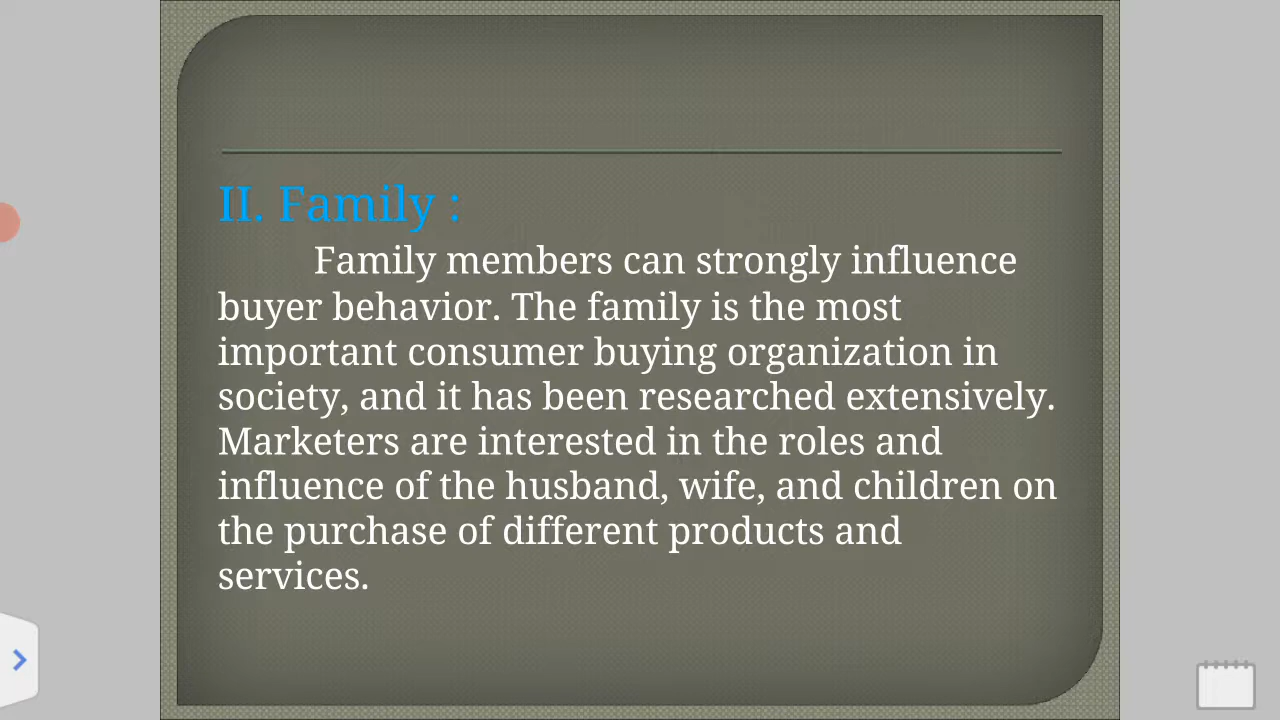 II. Family :
Family members can strongly influence
buyer behavior. The family is the most
important consumer buying organization in
society, and it has been researched extensively.
Marketers are interested in the roles and
influence of the husband, wife, and children on
the purchase of different products and
services.